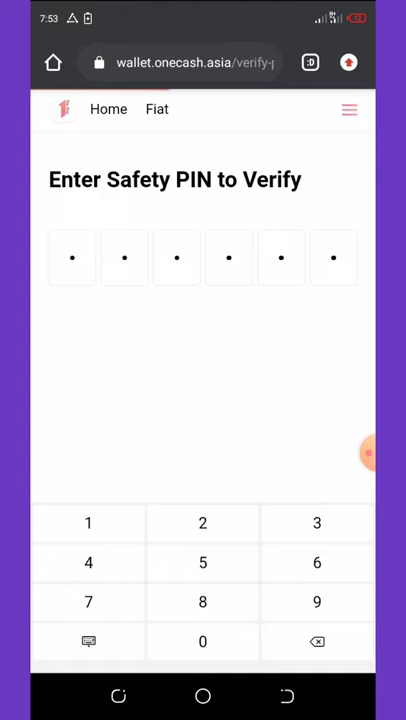 7:53
12
wallet.onecash.asia/verify-p
:D
Home Fiat
Enter Safety PIN to Verify
1 2 3
4 5 6
7 8 9
0